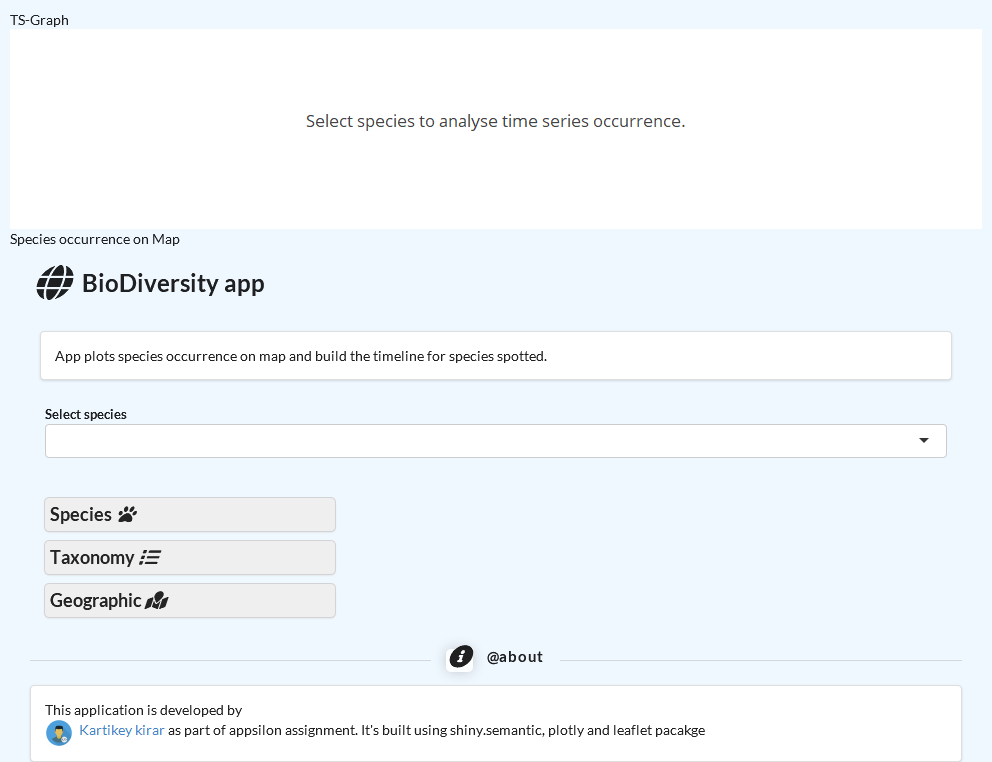 TS-Graph
Select species to analyse time series occurrence.
Species occurrence on Map
BioDiversity app
App plots species occurrence on map and build the timeline for species spotted.
Select species
Species
Taxonomy
Geographic
@about
This application is developed by
Kartikey kirar as part of appsilon assignment. It's built using shiny.semantic, plotly and leaflet pacakge